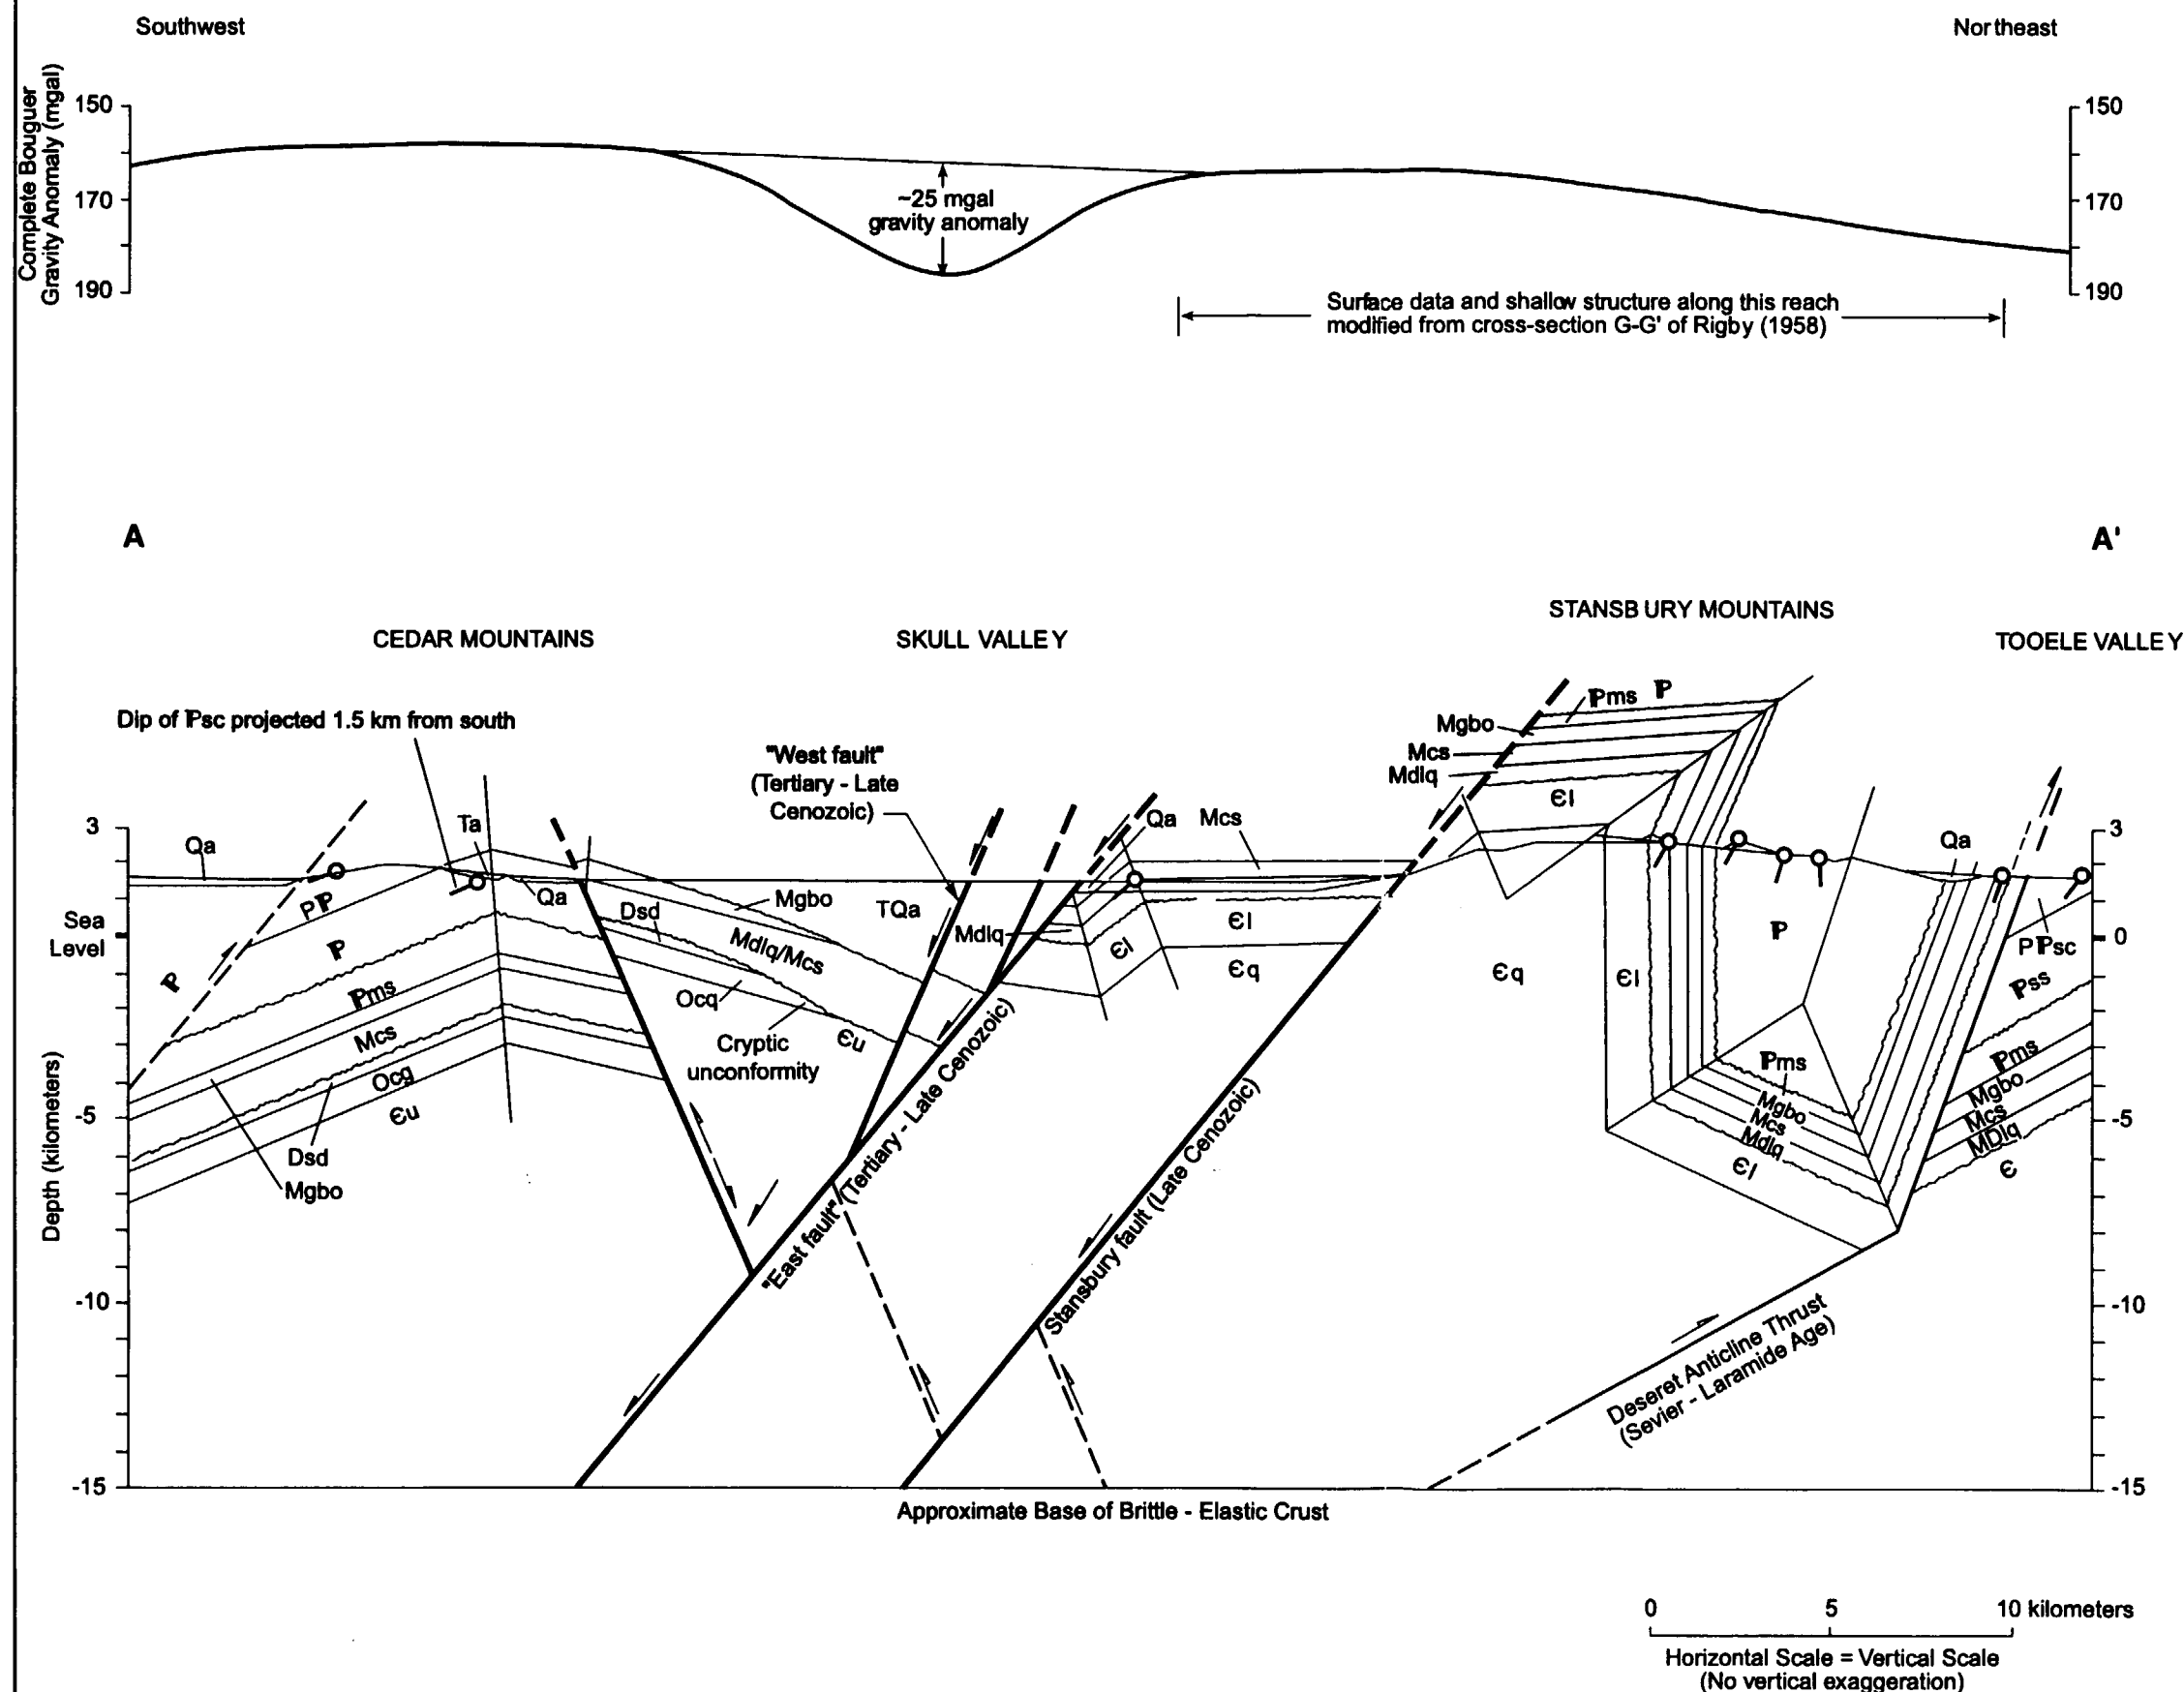 Southwest
Northeast
Complete Bouguer
Gravity Anomaly (mgal)
150
170
190
150
170
190
~25 mgal
gravity anomaly
Surface data and shallow structure along this reach
modified from cross-section G-G' of Rigby (1958)
A
A'
STANSBURY MOUNTAINS
CEDAR MOUNTAINS
SKULL VALLEY
TOOELE VALLEY
Dip of ℙsc projected 1.5 km from south
"West fault"
(Tertiary - Late
Cenozoic)
ℙms
ℙ
Mgbo
Mcs
Mdlq
Єl
3
Sea
Level
-5
-10
-15
Depth (kilometers)
3
0
-5
-10
-15
Qa
Ta
Qa
Pℙ
ℙ
ℙ
ℙms
Mcs
Ocg
Єu
Dsd
Mgbo
Dsd
Mgbo
Mdlq/Mcs
Ocq
Cryptic
unconformity
Єu
TQa
Mdlq
Єl
Qa
Mcs
Єl
Єq
Єq
Єl
ℙ
ℙms
Mgbo
Mcs
Mdlq
Єl
Qa
Pℙsc
ℙss
ℙms
Mgbo
Mcs
MDlq
Є
"East fault" (Tertiary - Late Cenozoic)
Stansbury fault (Late Cenozoic)
Deseret Anticline Thrust
(Sevier - Laramide Age)
Approximate Base of Brittle - Elastic Crust
0 5 10 kilometers
Horizontal Scale = Vertical Scale
(No vertical exaggeration)